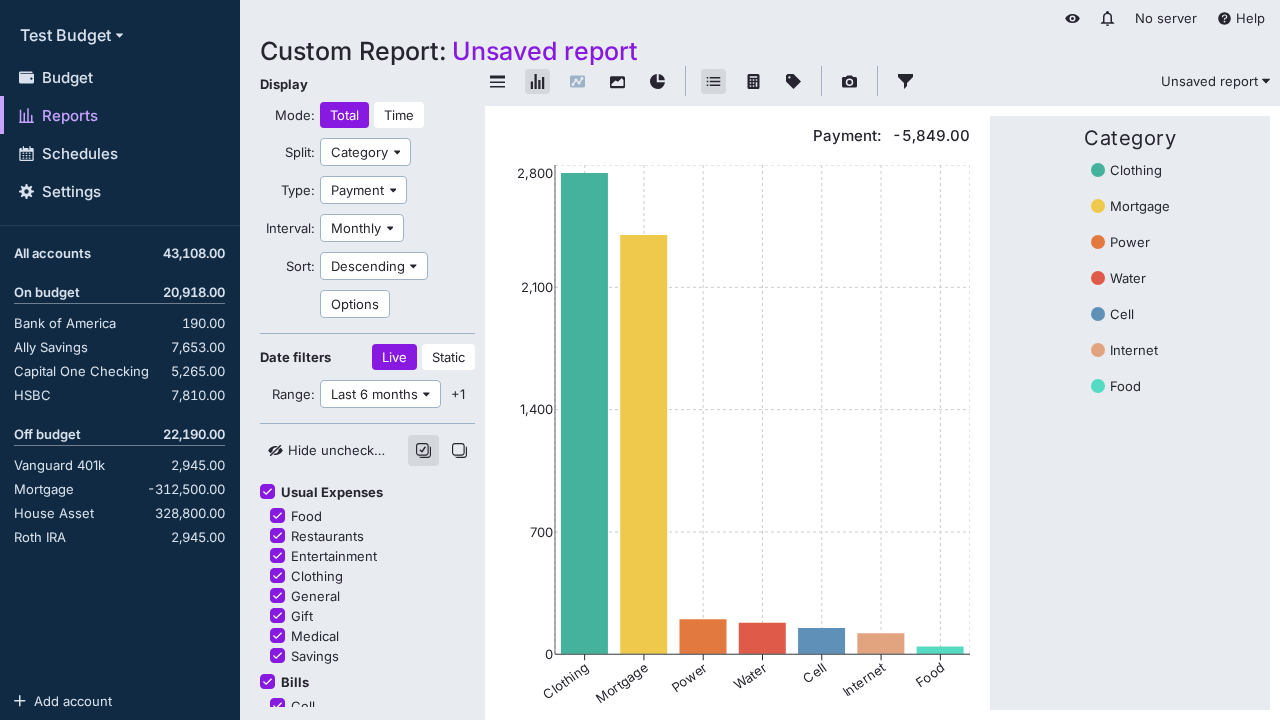 Test Budget
Budget
Reports
Schedules
Settings
All accounts 43,108.00
On budget 20,918.00
Bank of America 190.00
Ally Savings 7,653.00
Capital One Checking 5,265.00
HSBC 7,810.00
Off budget 22,190.00
Vanguard 401k 2,945.00
Mortgage -312,500.00
House Asset 328,800.00
Roth IRA 2,945.00
Add account
No server Help
Custom Report: Unsaved report
Display
Mode: Total Time
Split: Category
Type: Payment
Interval: Monthly
Sort: Descending
Options
Date filters Live Static
Range: Last 6 months +1
Hide uncheck...
Usual Expenses
Food
Restaurants
Entertainment
Clothing
General
Gift
Medical
Savings
Bills
Cell
Unsaved report
Payment: -5,849.00
2,800
2,100
1,400
700
0
Clothing
Mortgage
Power
Water
Cell
Internet
Food
Category
Clothing
Mortgage
Power
Water
Cell
Internet
Food